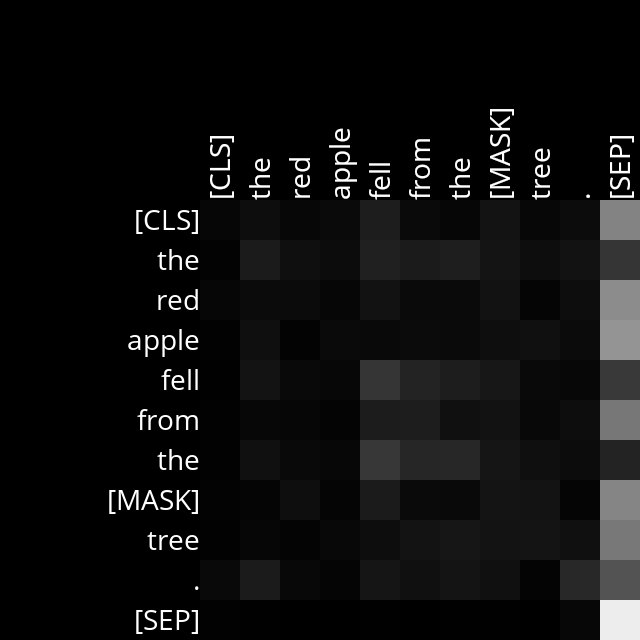 [CLS] the red apple fell from the [MASK] tree . [SEP]
[CLS]
the
red
apple
fell
from
the
[MASK]
tree
.
[SEP]